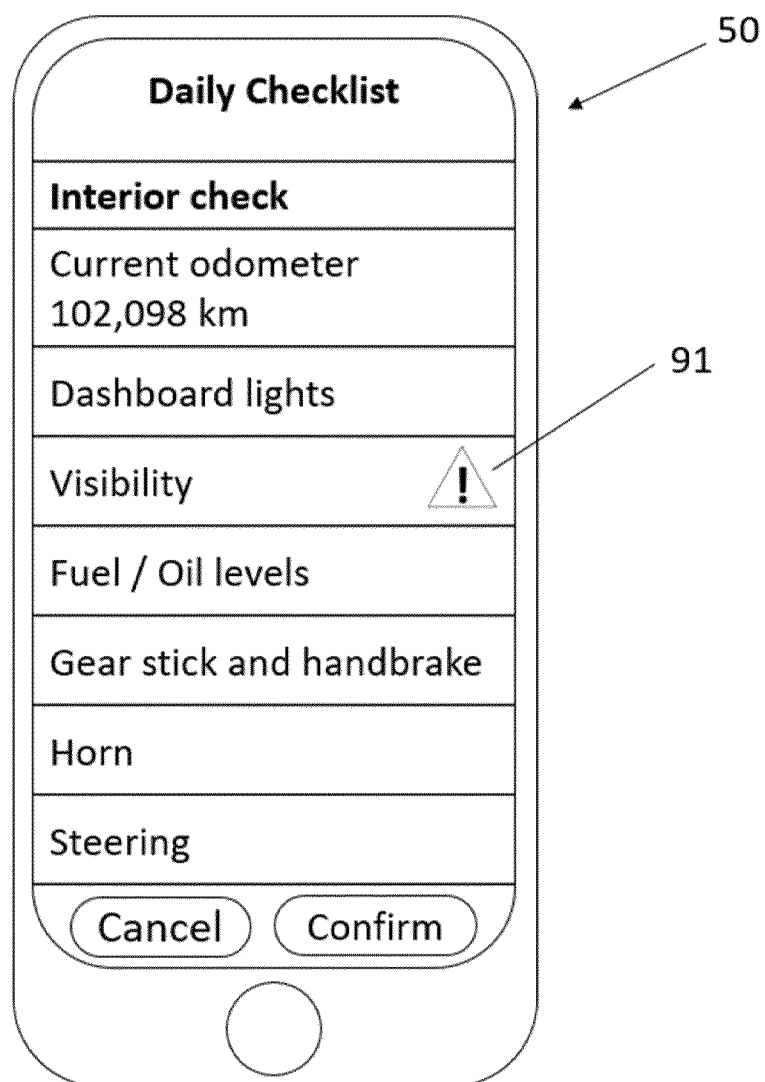 50
Daily Checklist
Interior check
Current odometer
102,098 km
91
Dashboard lights
Visibility !
Fuel / Oil levels
Gear stick and handbrake
Horn
Steering
Cancel Confirm